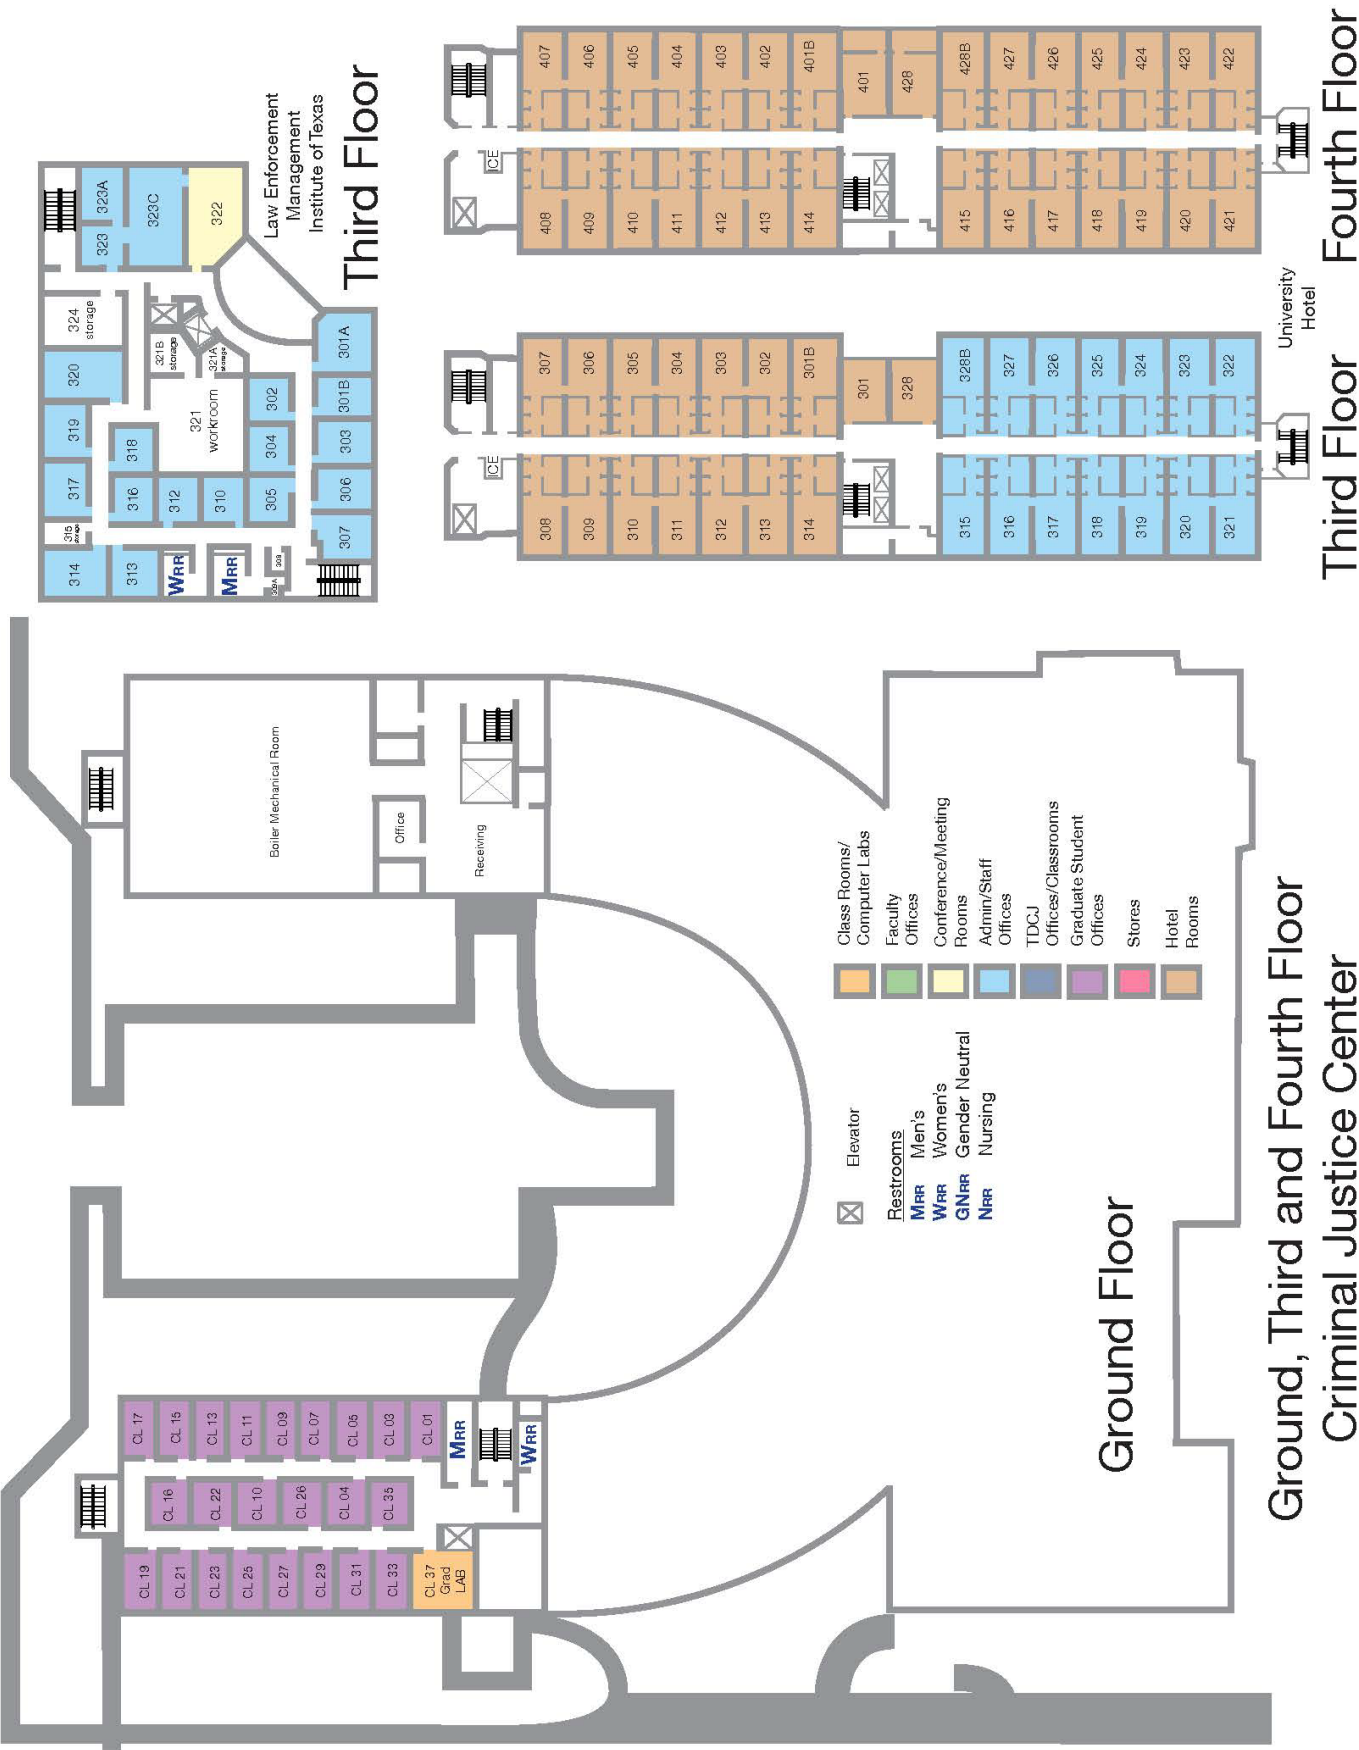 Ground, Third and Fourth Floor
Criminal Justice Center
Ground Floor
CL 19
CL 21
CL 23
CL 25
CL 27
CL 29
CL 31
CL 33
CL 37
Grad
LAB
CL 16
CL 22
CL 10
CL 26
CL 04
CL 35
CL 17
CL 15
CL 13
CL 11
CL 09
CL 07
CL 05
CL 03
CL 01
MRR
WRR
Boiler Mechanical Room
Office
Receiving
Elevator
Restrooms
MRR Men's
WRR Women's
GNRR Gender Neutral
NRR Nursing
Class Rooms/
Computer Labs
Faculty
Offices
Conference/Meeting
Rooms
Admin/Staff
Offices
TDCJ
Offices/Classrooms
Graduate Student
Offices
Stores
Hotel
Rooms
Third Floor
Law Enforcement
Management
Institute of Texas
314
315
storage
317
319
320
324
storage
323
323A
323C
322
313
316
318
312
310
305
304
302
321
workroom
321B
storage
321A
storage
WRR
MRR
309A
309
307
306
303
301B
301A
Third Floor
308
309
310
311
312
313
314
315
316
317
318
319
320
321
ICE
307
306
305
304
303
302
301B
301
328
328B
327
326
325
324
323
322
University
Hotel
Fourth Floor
408
409
410
411
412
413
414
415
416
417
418
419
420
421
ICE
407
406
405
404
403
402
401B
401
428
428B
427
426
425
424
423
422